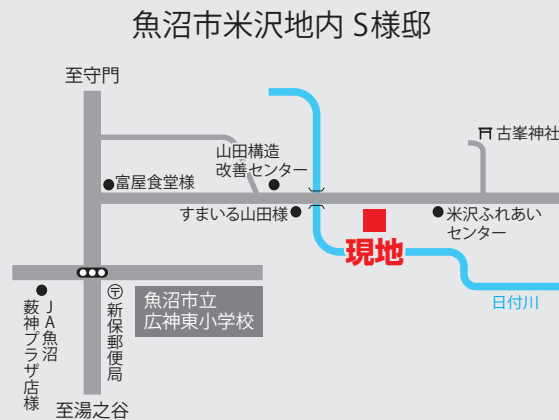 魚沼市米沢地内 S様邸
至守門
古峯神社
山田構造
改善センター
富屋食堂様
すまいる山田様
米沢ふれあい
センター
現地
日付川
〒
新保郵便局
魚沼市立
広神東小学校
JA魚沼
薮神プラザ店様
至湯之谷